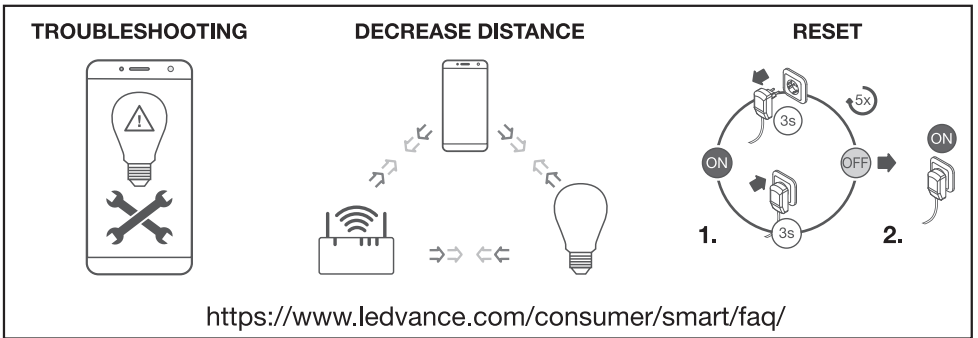 TROUBLESHOOTING
DECREASE DISTANCE
RESET
!
5x
3s
ON
OFF
ON
3s
1.
2.
https://www.ledvance.com/consumer/smart/faq/